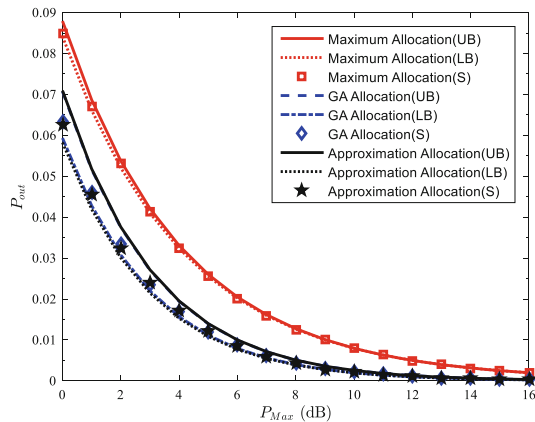 0.09
0.08
0.07
0.06
0.05
0.04
0.03
0.02
0.01
0
P_out
Maximum Allocation(UB)
Maximum Allocation(LB)
Maximum Allocation(S)
GA Allocation(UB)
GA Allocation(LB)
GA Allocation(S)
Approximation Allocation(UB)
Approximation Allocation(LB)
Approximation Allocation(S)
0 2 4 6 8 10 12 14 16
P_Max (dB)